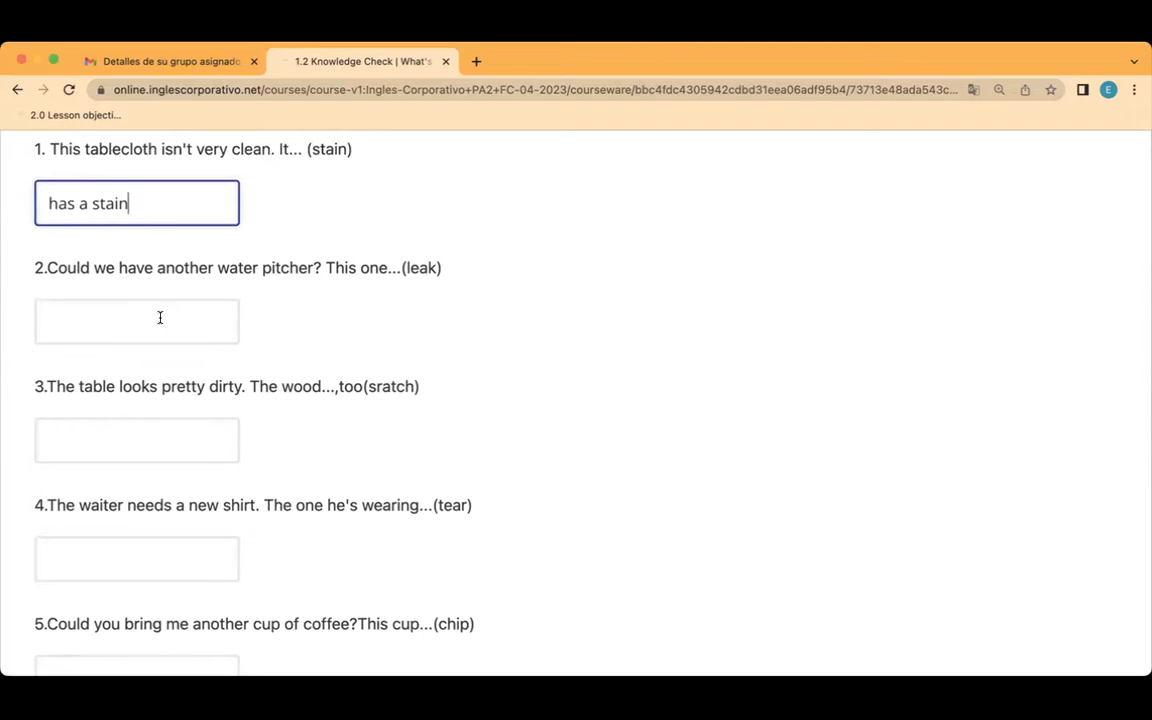 Detalles de su grupo asignado
1.2 Knowledge Check | What's
online.inglescorporativo.net/courses/course-v1:Ingles-Corporativo+PA2+FC-04-2023/courseware/bbc4fdc4305942cdbd31eea06adf95b4/73713e48ada543c...
E
2.0 Lesson objecti...
1. This tablecloth isn't very clean. It... (stain)
has a stain
2.Could we have another water pitcher? This one...(leak)
3.The table looks pretty dirty. The wood...,too(sratch)
4.The waiter needs a new shirt. The one he's wearing...(tear)
5.Could you bring me another cup of coffee?This cup...(chip)